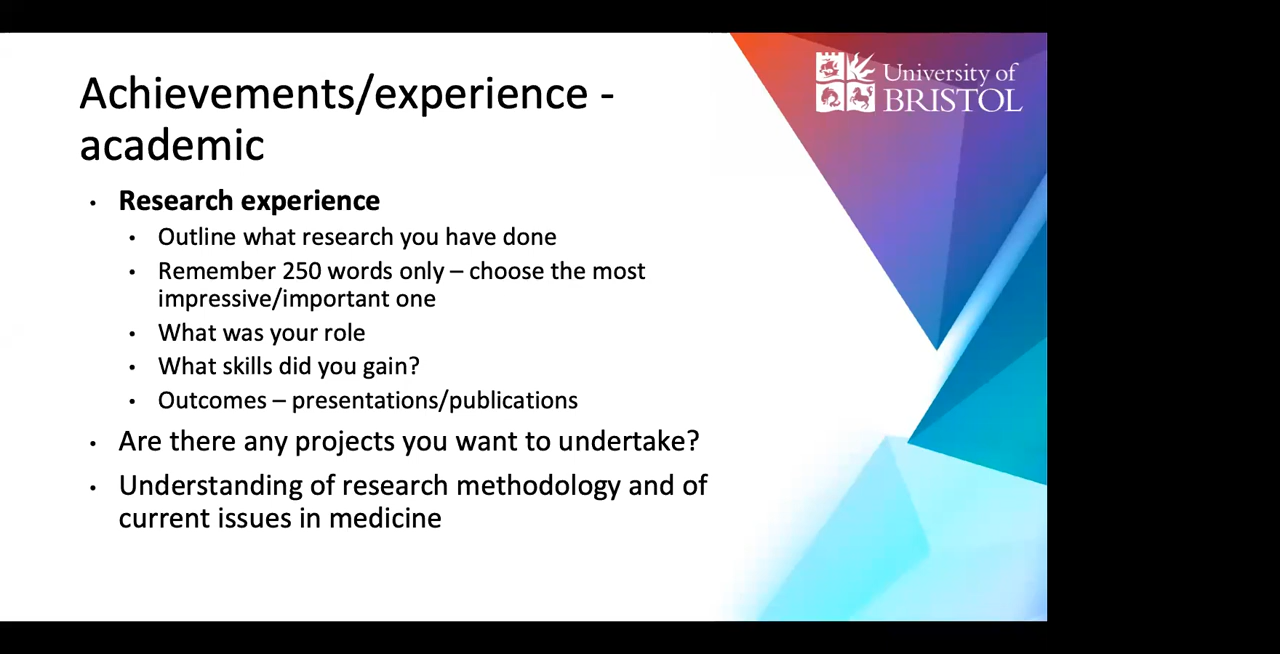 Achievements/experience -
academic
University of
BRISTOL
• Research experience
• Outline what research you have done
• Remember 250 words only – choose the most
impressive/important one
• What was your role
• What skills did you gain?
• Outcomes – presentations/publications
• Are there any projects you want to undertake?
• Understanding of research methodology and of
current issues in medicine